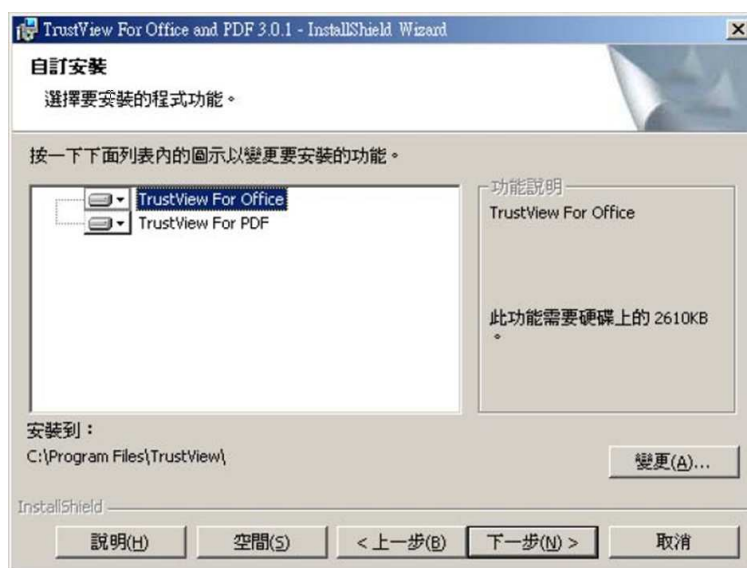 TrustView For Office and PDF 3.0.1 - InstallShield Wizard
自訂安裝
選擇要安裝的程式功能。
按一下下面列表內的圖示以變更要安裝的功能。
TrustView For Office
TrustView For PDF
功能說明
TrustView For Office
此功能需要硬碟上的 2610KB
。
安裝到：
C:\Program Files\TrustView\
變更(A)...
InstallShield
說明(H)
空間(S)
< 上一步(B)
下一步(N) >
取消